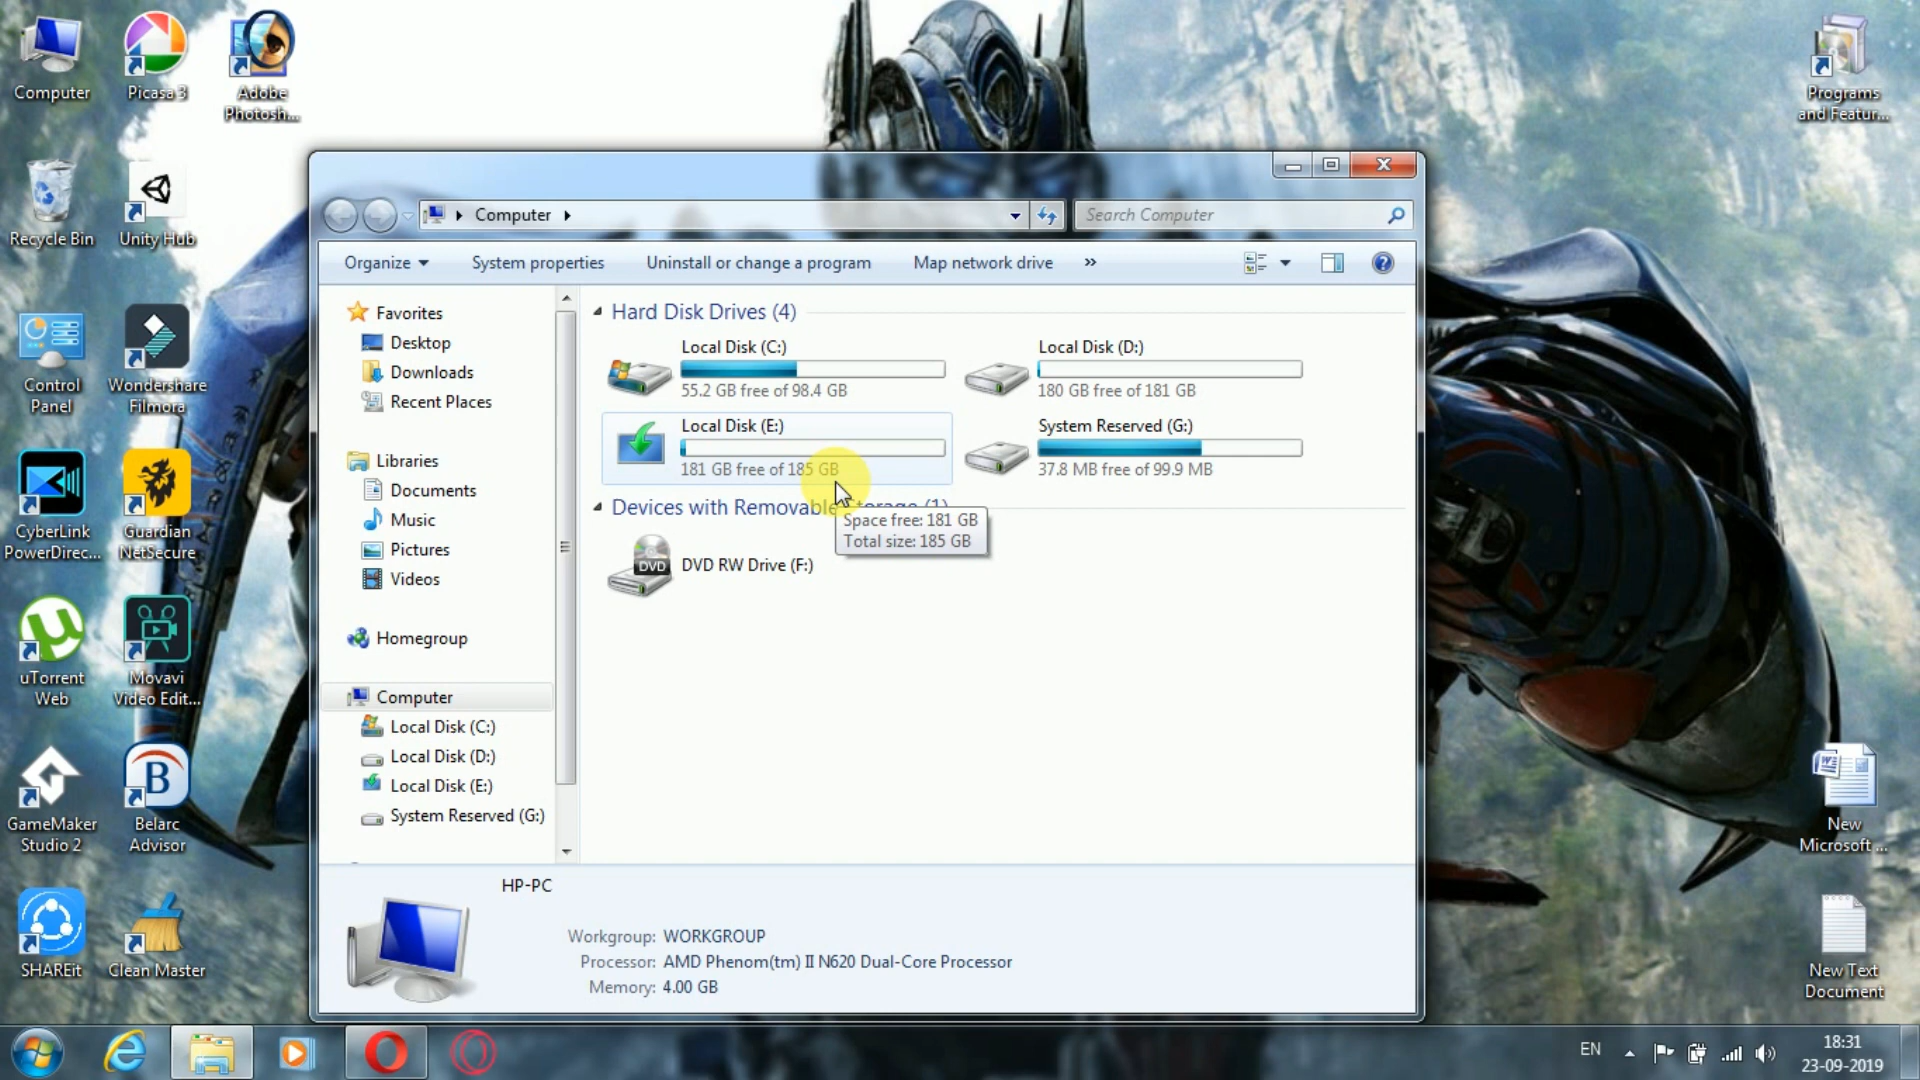 Computer
Picasa 3
Adobe
Photosh...
Programs
and Featur...
Recycle Bin
Unity Hub
Control
Panel
Wondershare
Filmora
CyberLink
PowerDirec...
Guardian
NetSecure
uTorrent
Web
Movavi
Video Edit...
GameMaker
Studio 2
B
Belarc
Advisor
SHAREit
Clean Master
New
Microsoft ...
New Text
Document
Computer
Search Computer
Organize
System properties
Uninstall or change a program
Map network drive
»
Favorites
Desktop
Downloads
Recent Places
Libraries
Documents
Music
Pictures
Videos
Homegroup
Computer
Local Disk (C:)
Local Disk (D:)
Local Disk (E:)
System Reserved (G:)
Hard Disk Drives (4)
Local Disk (C:)
55.2 GB free of 98.4 GB
Local Disk (D:)
180 GB free of 181 GB
Local Disk (E:)
181 GB free of 185 GB
System Reserved (G:)
37.8 MB free of 99.9 MB
Devices with Removable Storage (1)
Space free: 181 GB
Total size: 185 GB
DVD
DVD RW Drive (F:)
HP-PC
Workgroup: WORKGROUP
Processor: AMD Phenom(tm) II N620 Dual-Core Processor
Memory: 4.00 GB
EN
18:31
23-09-2019